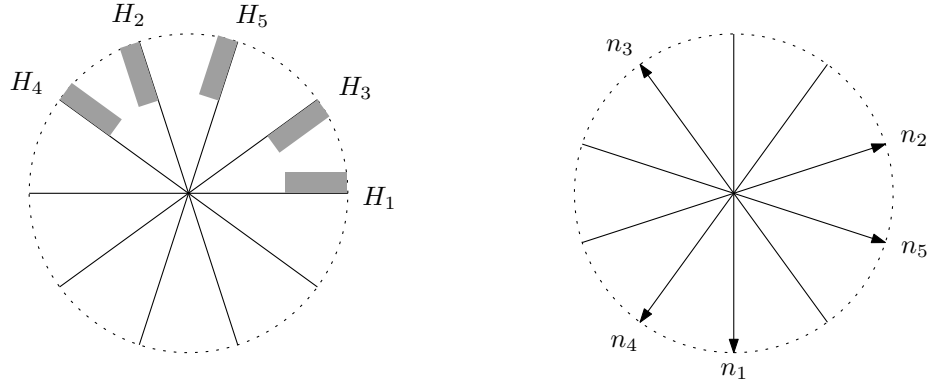 H₂
H₅
H₄
H₃
H₁
n₃
n₂
n₅
n₄
n₁